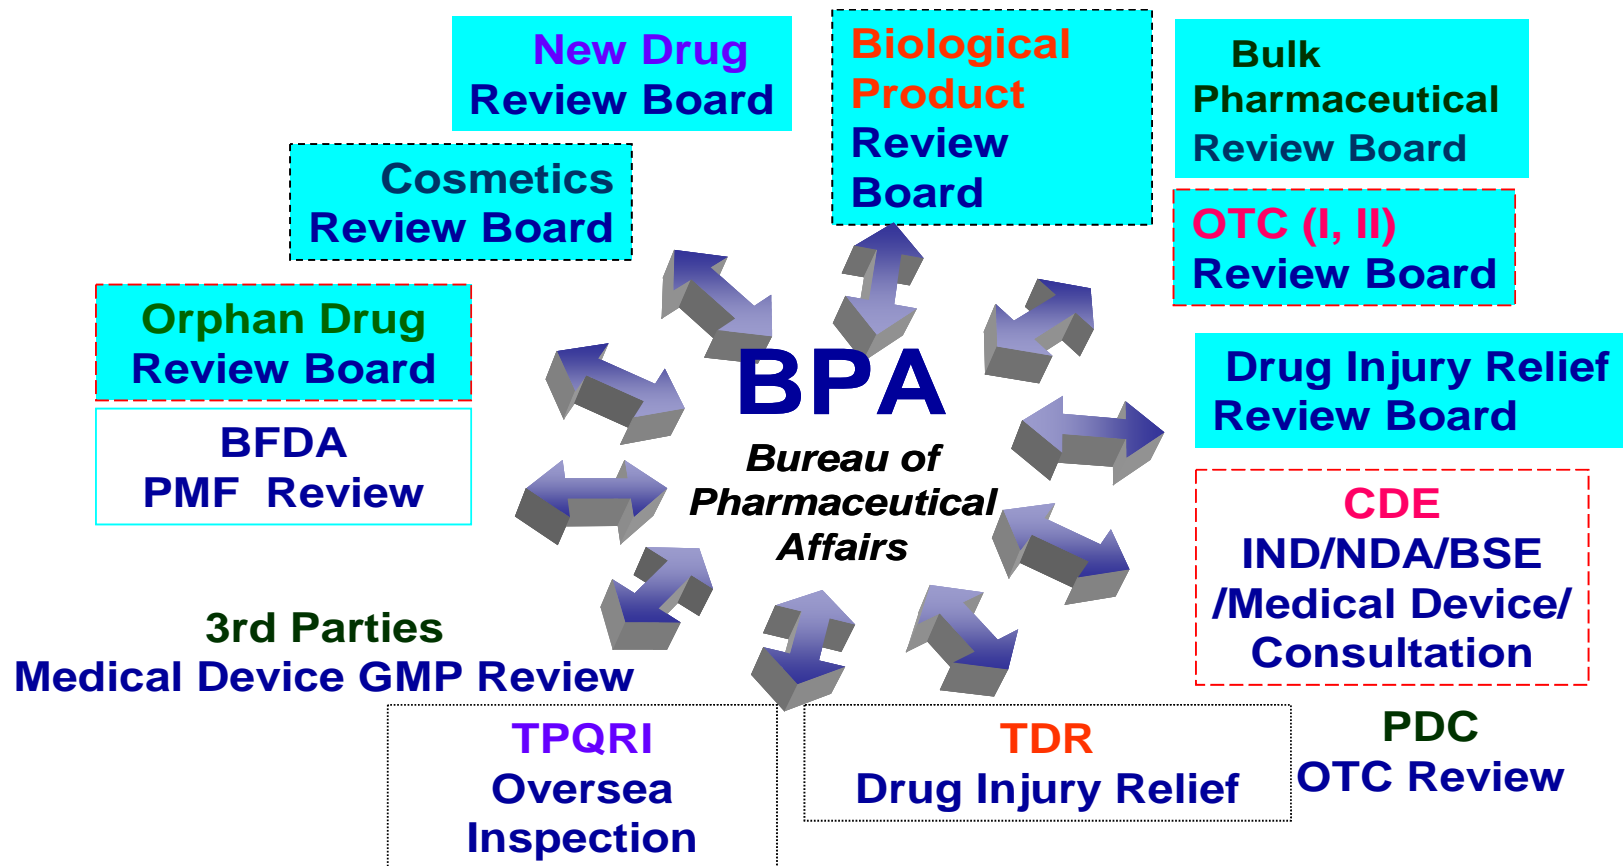 New Drug
Review Board
Biological
Product
Review
Board
Bulk
Pharmaceutical
Review Board
Cosmetics
Review Board
OTC (I, II)
Review Board
Orphan Drug
Review Board
BPA
Bureau of
Pharmaceutical
Affairs
Drug Injury Relief
Review Board
BFDA
PMF Review
CDE
IND/NDA/BSE
/Medical Device/
Consultation
3rd Parties
Medical Device GMP Review
TPQRI
Oversea
Inspection
TDR
Drug Injury Relief
PDC
OTC Review